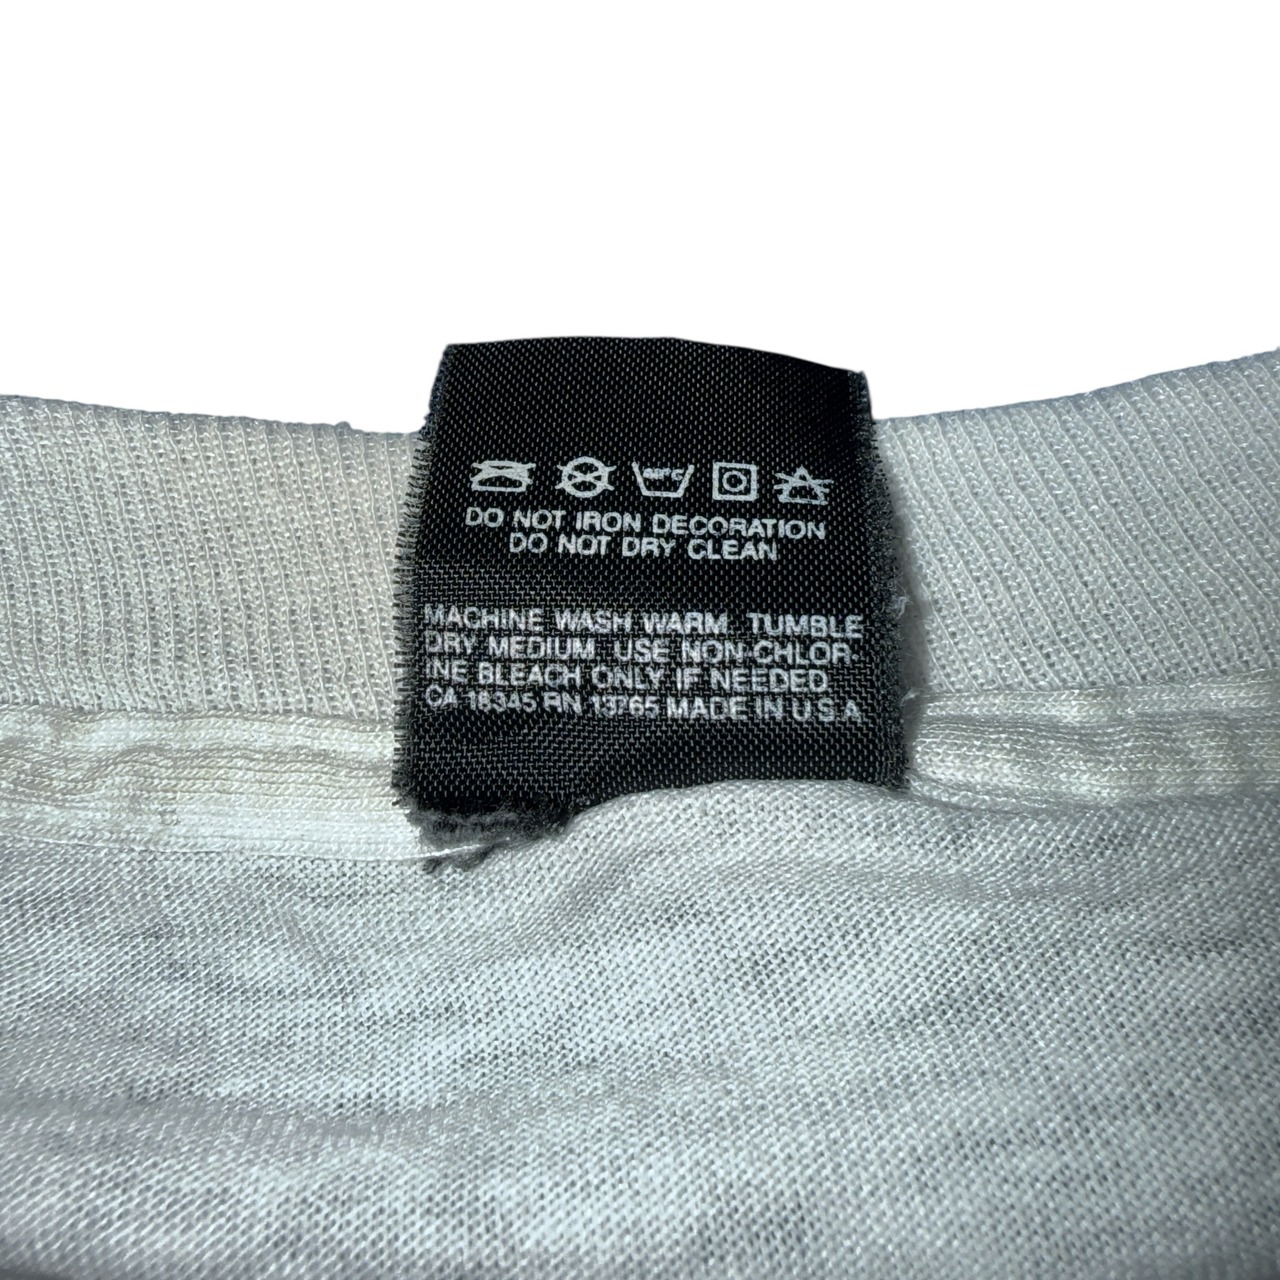 DO NOT IRON DECORATION
DO NOT DRY CLEAN
MACHINE WASH WARM. TUMBLE
DRY MEDIUM. USE NON-CHLOR-
INE BLEACH ONLY IF NEEDED.
CA 16345 RN 13765 MADE IN U.S.A.